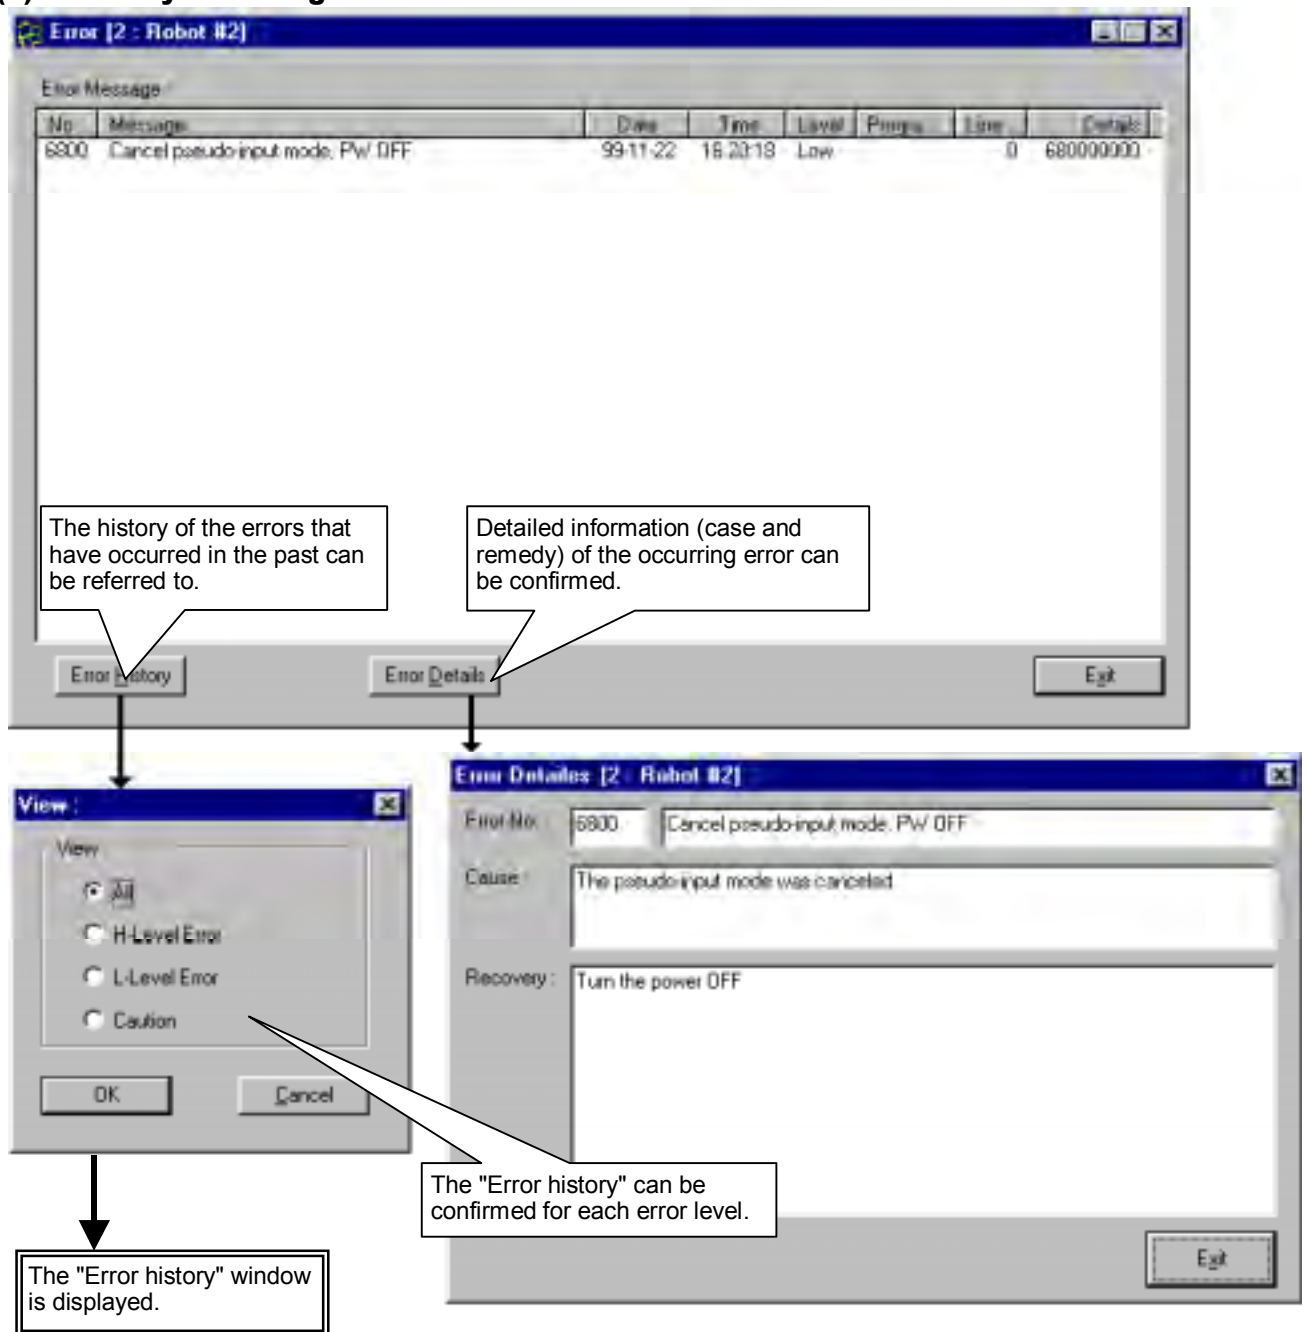 Error [2 : Robot #2]
Error Message :
No. Message Date Time Level Line Details
6800 Cancel pseudo-input mode, PW OFF 99-11-22 Low 0 680000000
The history of the errors that
have occurred in the past can
be referred to.
Detailed information (case and
remedy) of the occurring error can
be confirmed.
Error History
Error Details
Exit
View :
View
All
H-Level Error
L-Level Error
Caution
OK
Cancel
Error Detailes [2 : Robot #2]
Error No. : 6800 Cancel pseudo-input mode, PW OFF
Cause : The pseudo-input mode was canceled
Recovery : Turn the power OFF
The "Error history" can be
confirmed for each error level.
Exit
The "Error history" window
is displayed.